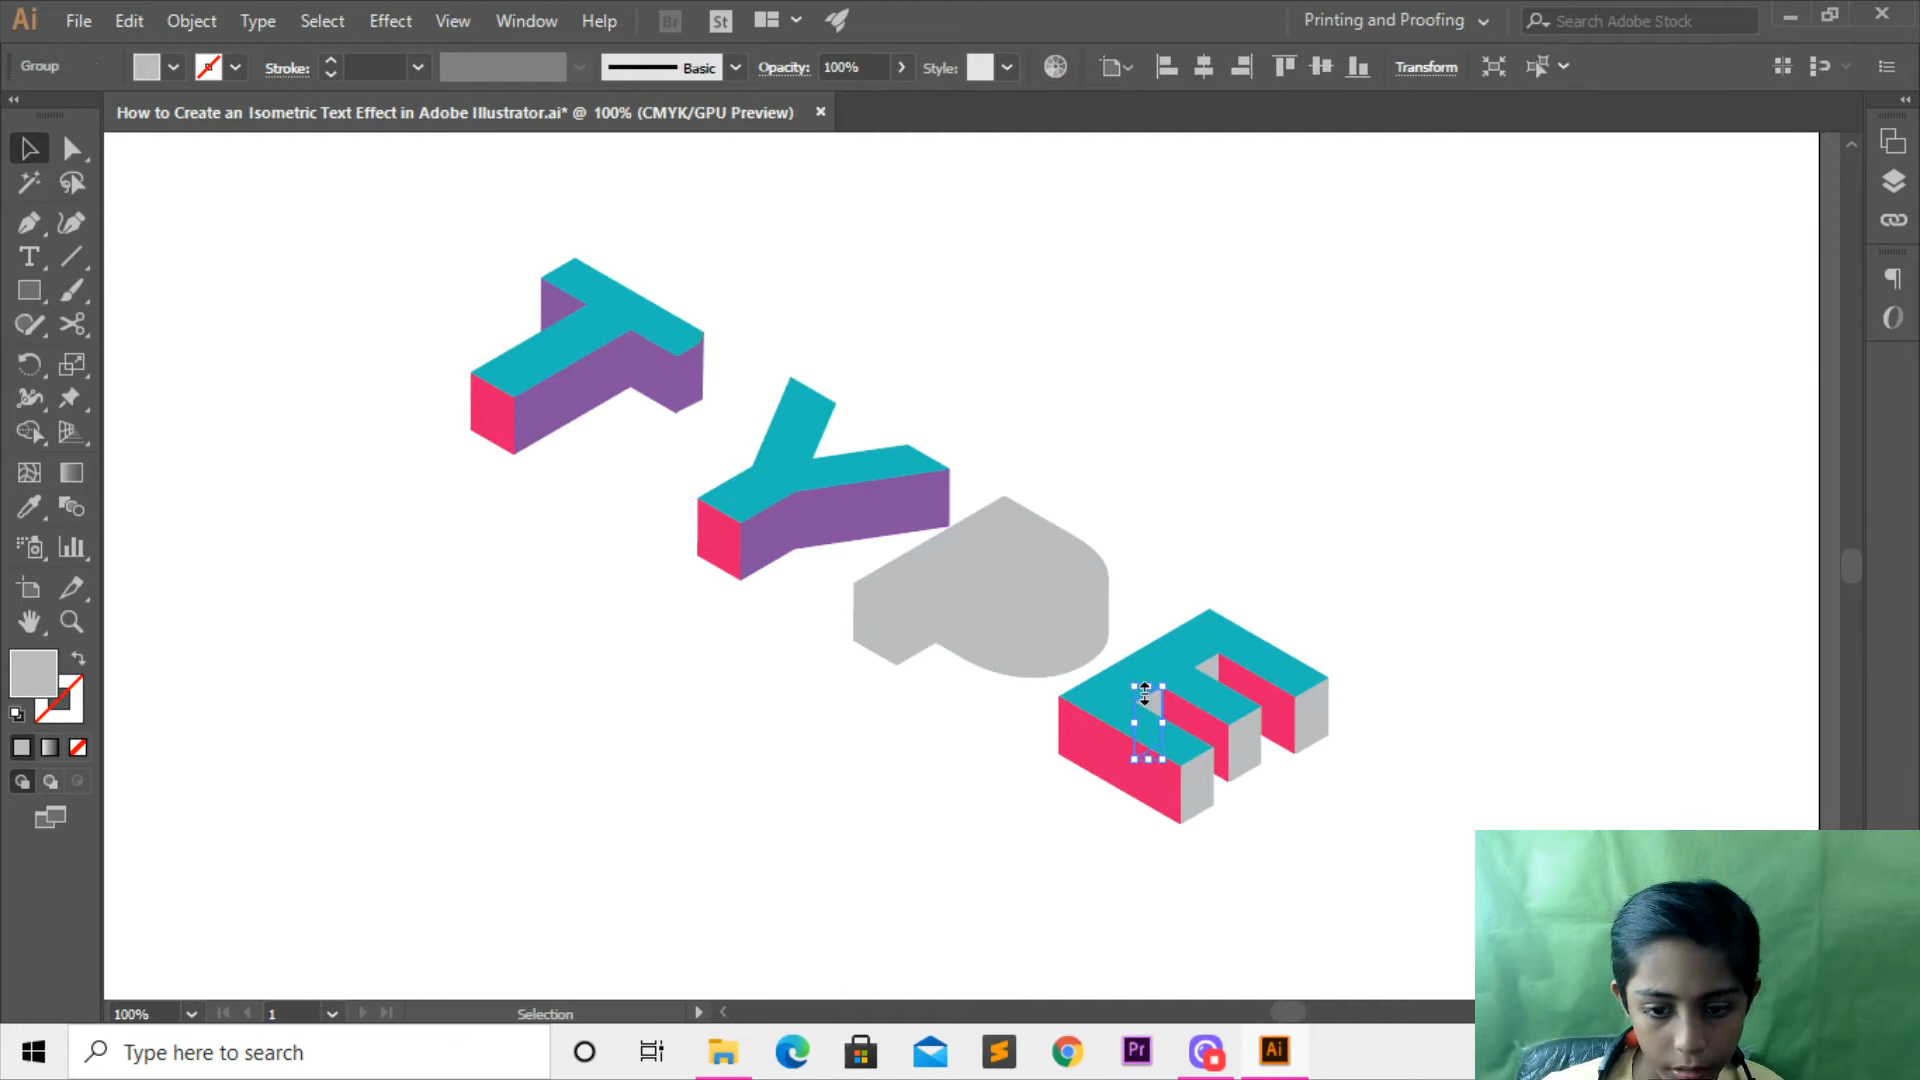 Ai File Edit Object Type Select Effect View Window Help Br St Printing and Proofing Search Adobe Stock
Group Stroke: Basic Opacity: 100% Style: Transform
How to Create an Isometric Text Effect in Adobe Illustrator.ai* @ 100% (CMYK/GPU Preview)
TYPE
100% 1 Selection
Type here to search Pr Ai